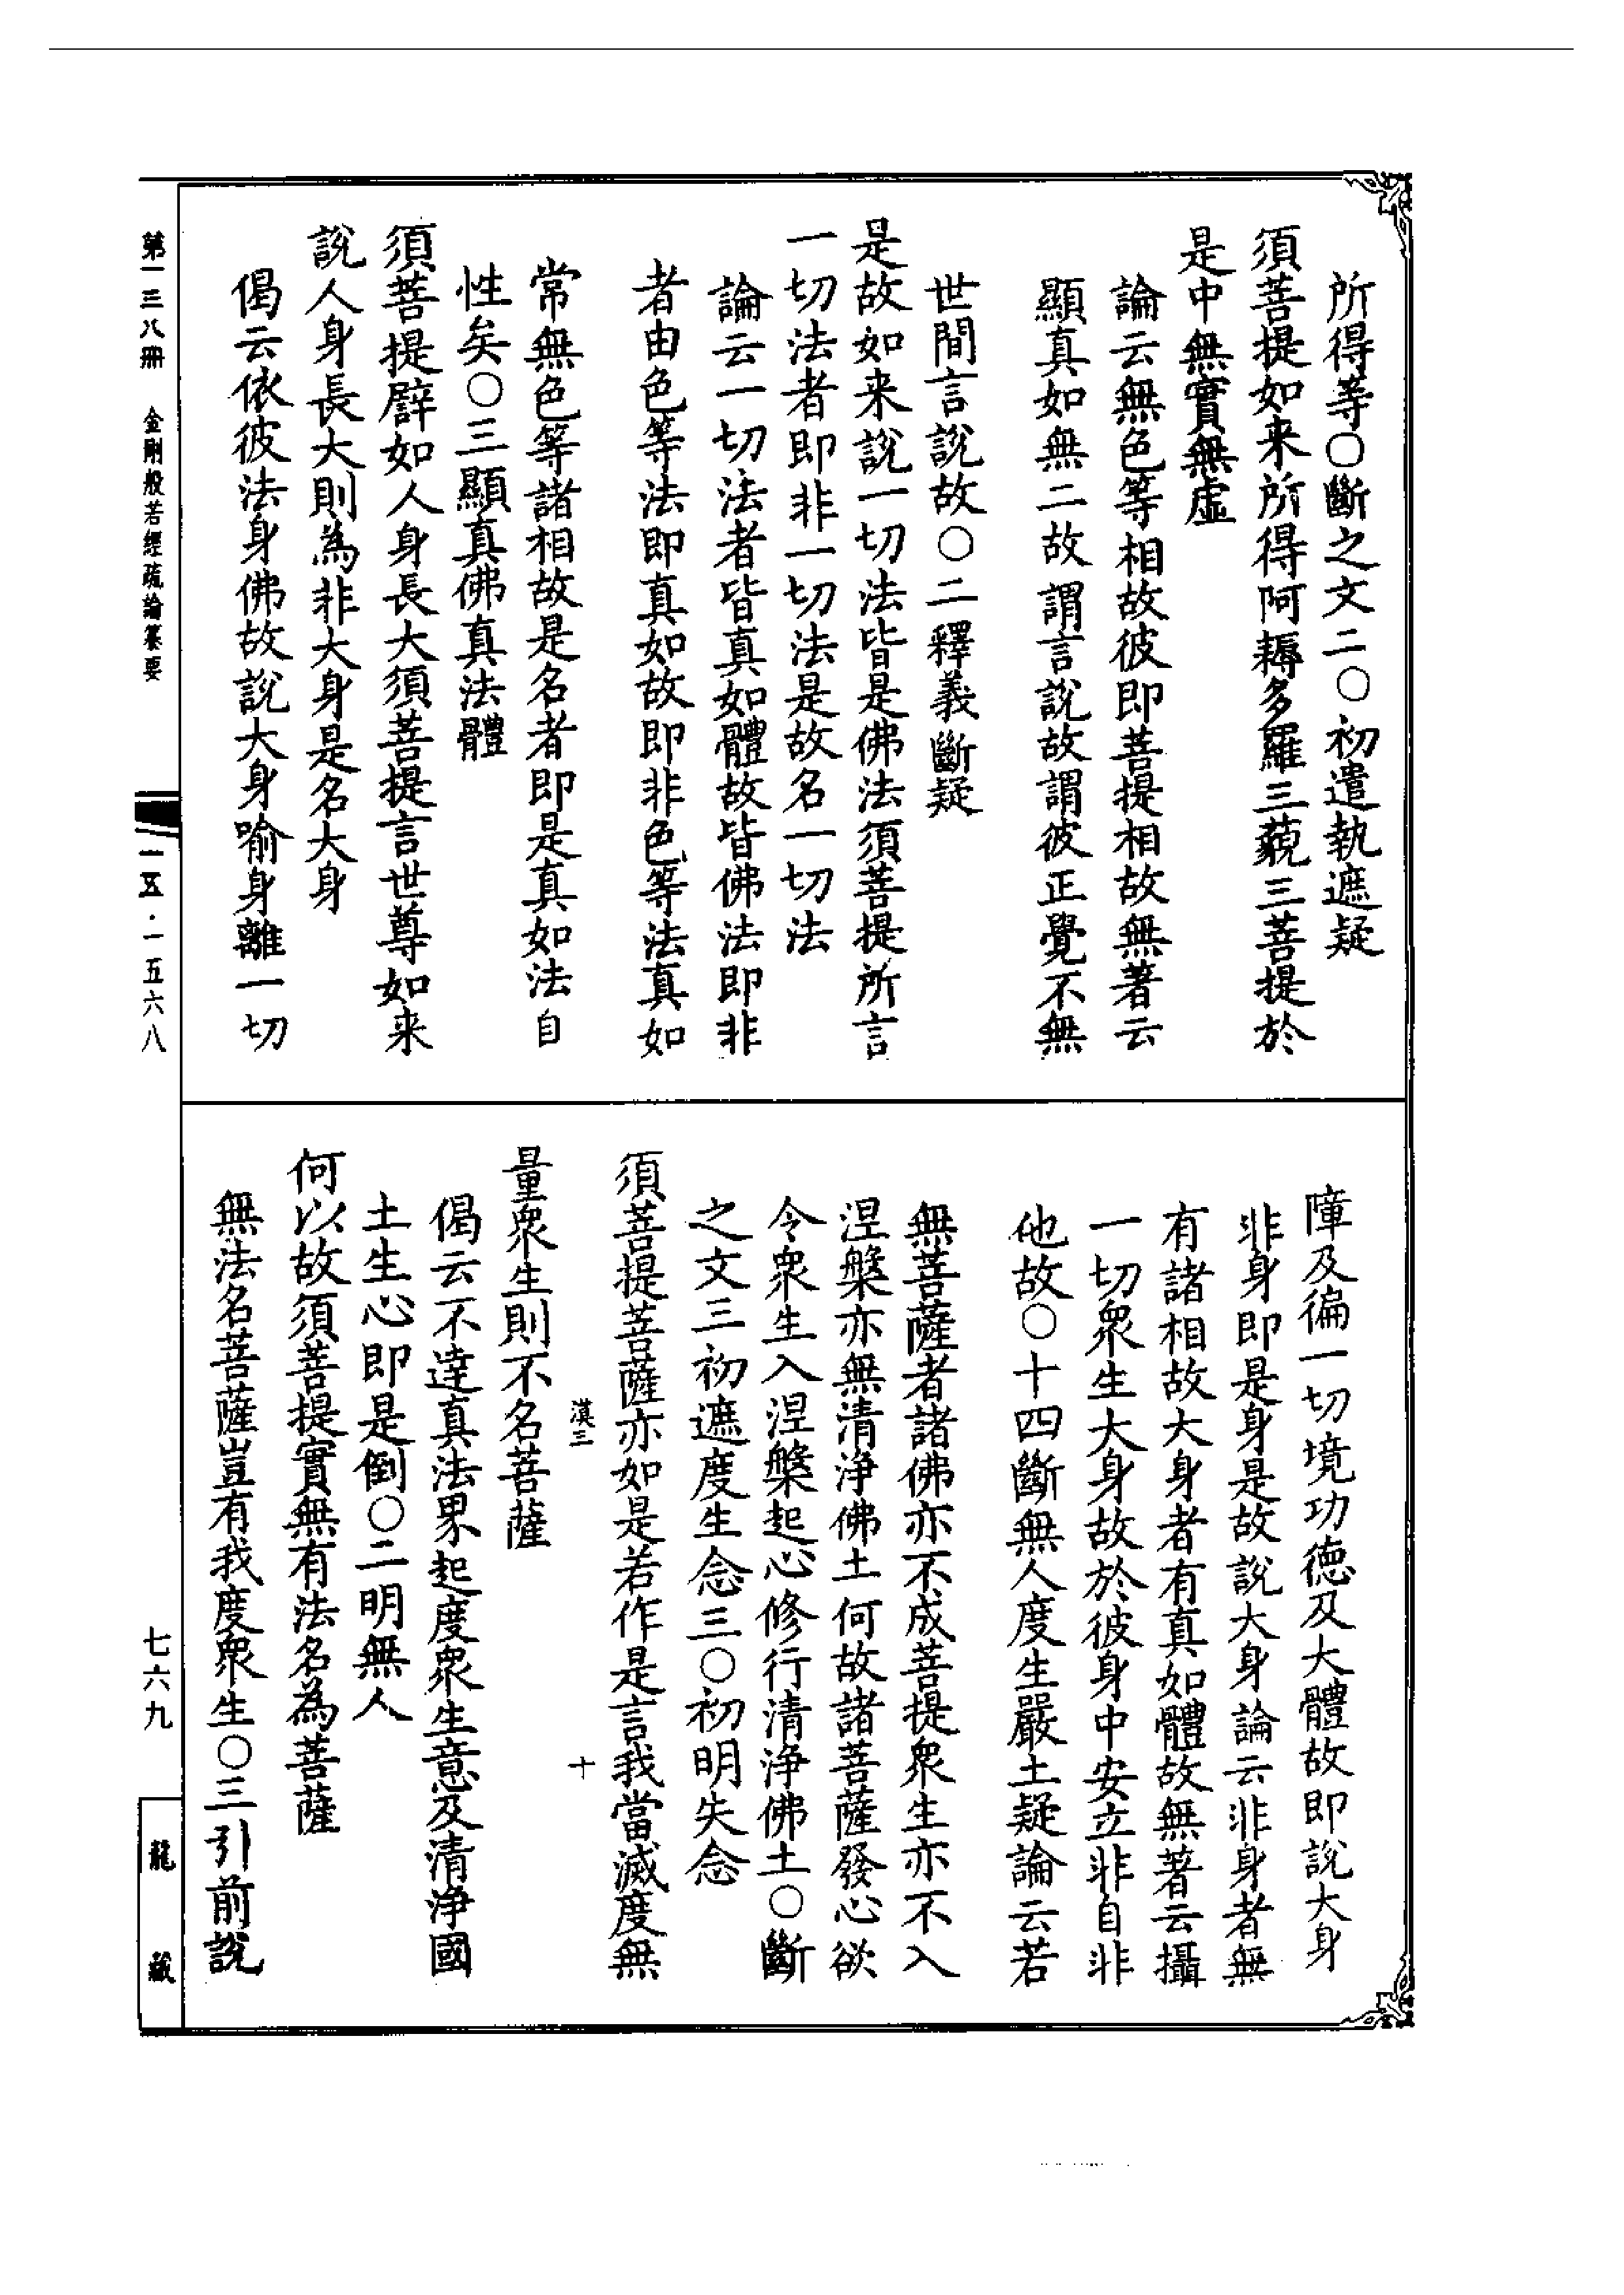 所得等○斷之文二○初遣執遮疑
須菩提如来所得阿耨多羅三藐三菩提於
是中無實無虛
論云無色等相故彼即菩提相故無著云
顯真如無二故謂言說故謂彼正覺不無
世間言說故○二釋義斷疑
是故如来說一切法皆是佛法須菩提所言
一切法者即非一切法是故名一切法
論云一切法者皆真如體故皆佛法即非
者由色等法即真如故即非色等法真如
常無色等諸相故是名者即是真如法自
性矣○三顯真佛真法體
須菩提譬如人身長大須菩提言世尊如来
說人身長大則為非大身是名大身
偈云依彼法身佛故說大身喻身離一切
障及徧一切境功德及大體故即說大身
非身即是身是故說大身論云非身者無
有諸相故大身者有真如體故無著云攝
一切眾生大身故於彼身中安立非自非
他故○十四斷無人度生嚴土疑論云若
無菩薩者諸佛亦不成菩提眾生亦不入
涅槃亦無清淨佛土何故諸菩薩發心欲
令眾生入涅槃起心修行清淨佛土○斷
之文三初遮度生念三○初明失念
須菩提菩薩亦如是若作是言我當滅度無
漠三 十
量眾生則不名菩薩
偈云不達真法界起度眾生意及清淨國
土生心即是倒○二明無人
何以故須菩提實無有法名為菩薩
無法名菩薩豈有我度眾生○三引前說
第一三八冊 金剛般若經疏論纂要
一五·一五六八
七六九
龍藏